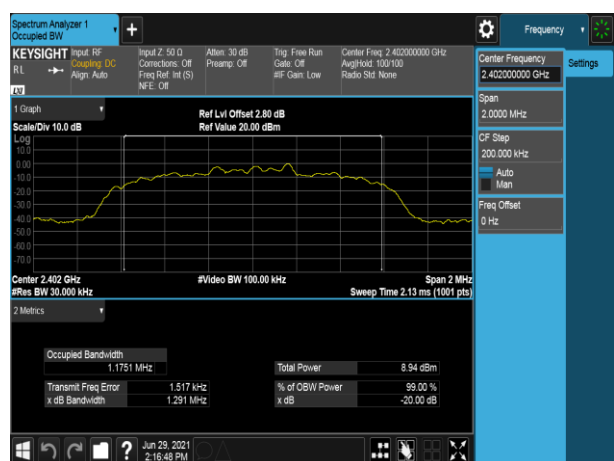 Spectrum Analyzer 1
Occupied BW
+
Frequency
KEYSIGHT
RL
LXI
Input: RF
Coupling: DC
Align: Auto
Input Z: 50 Ω
Corrections: Off
Freq Ref: Int (S)
NFE: Off
Atten: 30 dB
Preamp: Off
Trig: Free Run
Gate: Off
#IF Gain: Low
Center Freq: 2.402000000 GHz
Avg|Hold: 100/100
Radio Std: None
Center Frequency
2.402000000 GHz
Settings
Span
2.0000 MHz
CF Step
200.000 kHz
Auto
Man
Freq Offset
0 Hz
1 Graph
Scale/Div 10.0 dB
Ref Lvl Offset 2.80 dB
Ref Value 20.00 dBm
Log
10.0
0.00
-10.0
-20.0
-30.0
-40.0
-50.0
-60.0
-70.0
Center 2.402 GHz
#Res BW 30.000 kHz
#Video BW 100.00 kHz
Span 2 MHz
Sweep Time 2.13 ms (1001 pts)
2 Metrics
Occupied Bandwidth
1.1751 MHz
Total Power 8.94 dBm
Transmit Freq Error 1.517 kHz
% of OBW Power 99.00 %
x dB Bandwidth 1.291 MHz
x dB -20.00 dB
?
Jun 29, 2021
2:16:48 PM